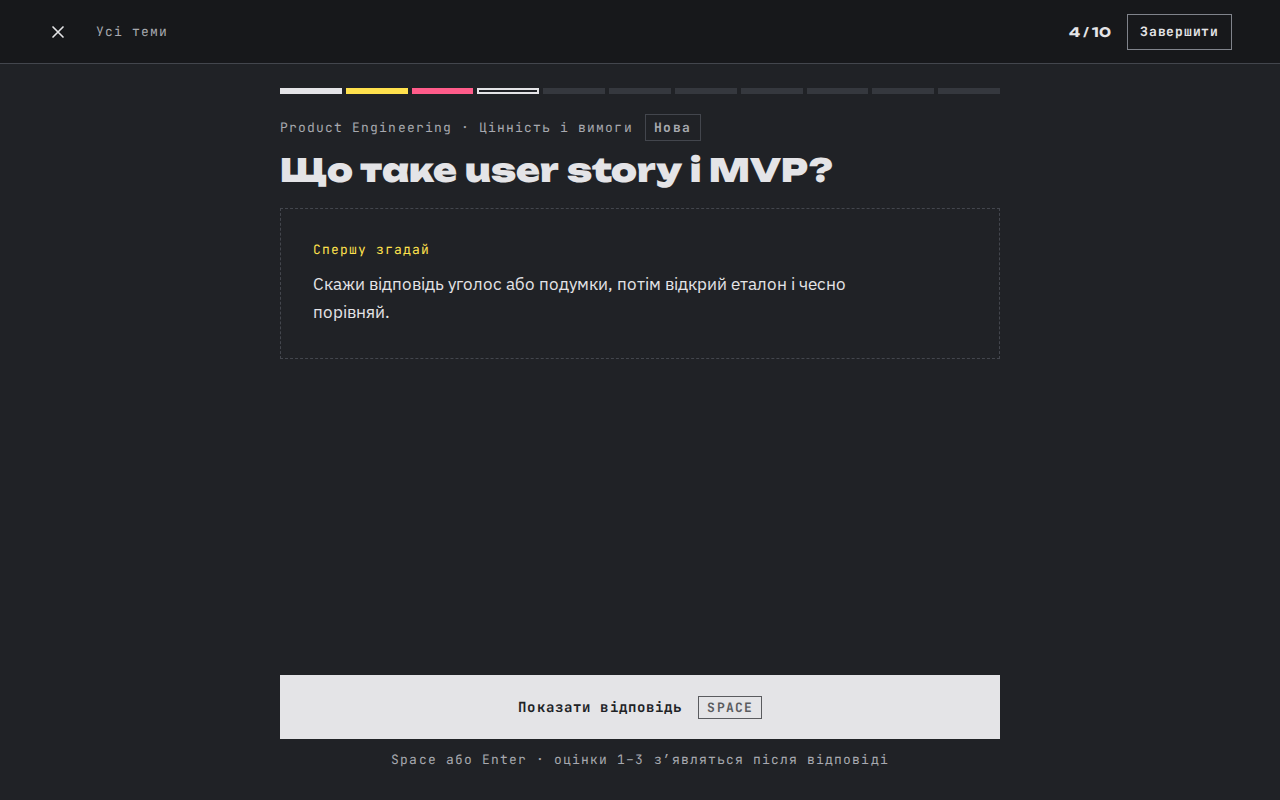 Усі теми
4/10
Завершити
Product Engineering · Цінність і вимоги
Нова
Що таке user story і MVP?
Спершу згадай
Скажи відповідь уголос або подумки, потім відкрий еталон і чесно
порівняй.
Показати відповідь SPACE
Space або Enter · оцінки 1–3 з’являться після відповіді